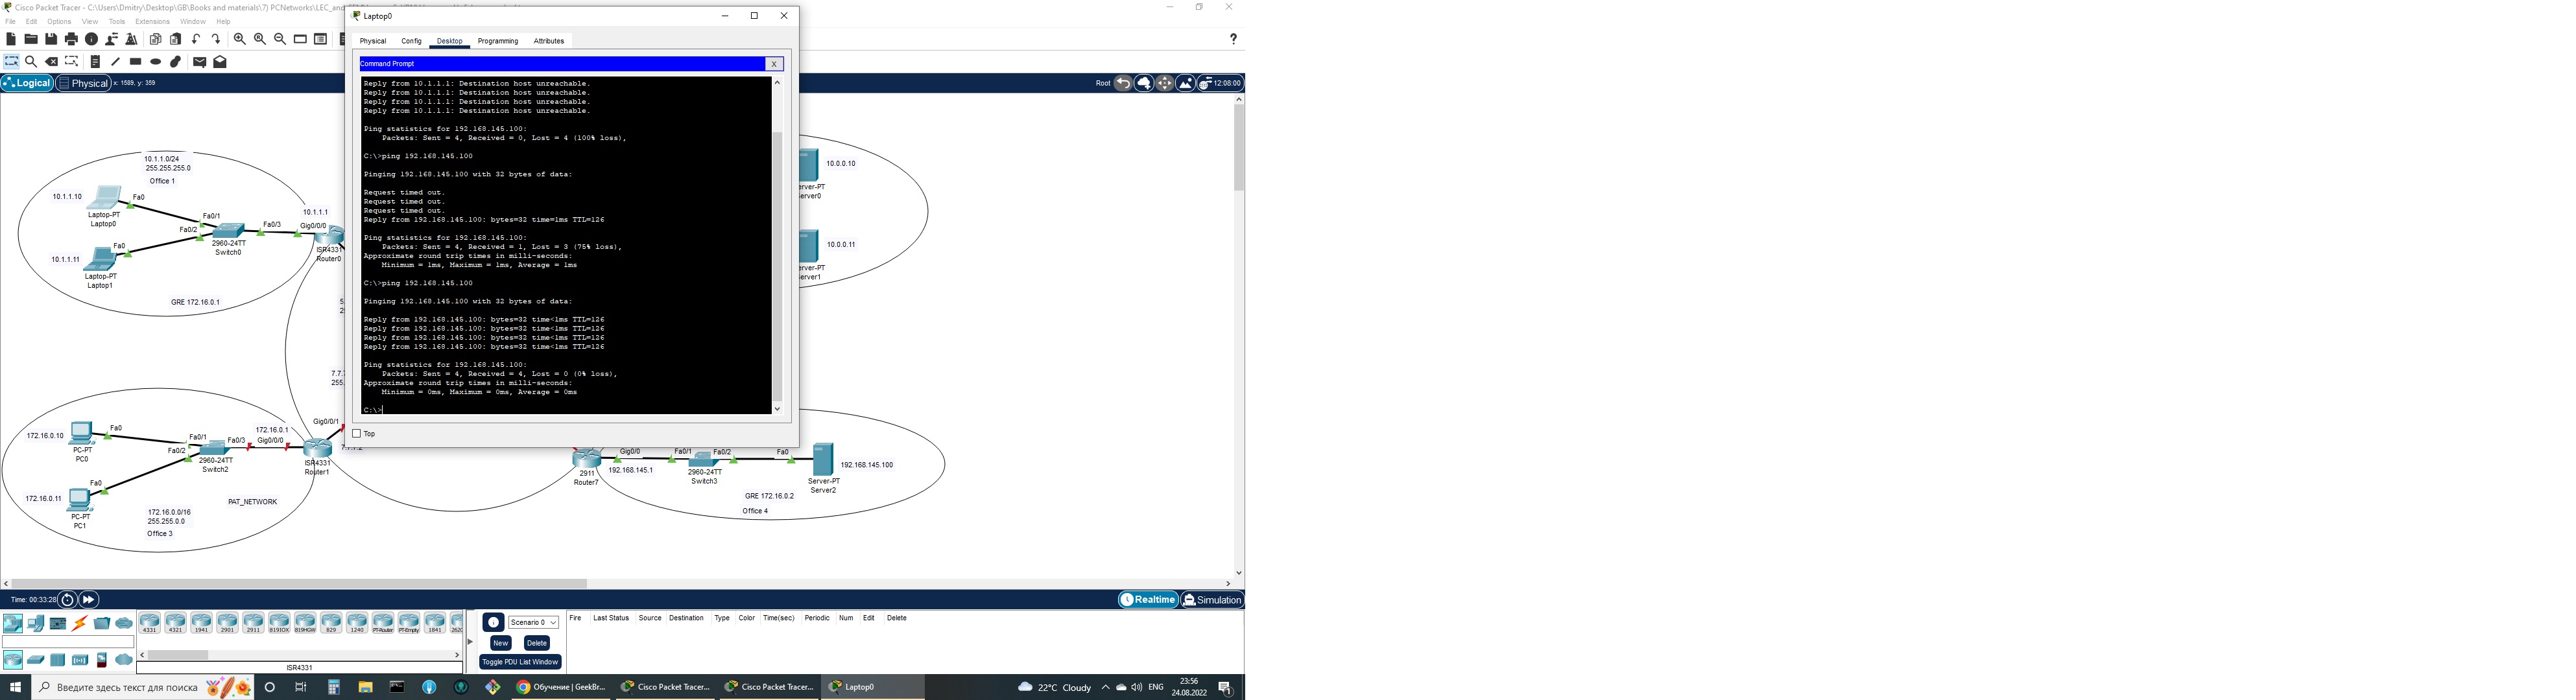 Cisco Packet Tracer - C:\Users\Dmitry\Desktop\GB\Books and materials\7) PCNetworks\LEC_and_
File Edit Options View Tools Extensions Window Help
Logical Physical x: 1589, y: 359
Root 12:08:00
Laptop0
Physical Config Desktop Programming Attributes
Command Prompt X
Reply from 10.1.1.1: Destination host unreachable.
Reply from 10.1.1.1: Destination host unreachable.
Reply from 10.1.1.1: Destination host unreachable.
Reply from 10.1.1.1: Destination host unreachable.
Ping statistics for 192.168.145.100:
Packets: Sent = 4, Received = 0, Lost = 4 (100% loss),
C:\>ping 192.168.145.100
Pinging 192.168.145.100 with 32 bytes of data:
Request timed out.
Request timed out.
Request timed out.
Reply from 192.168.145.100: bytes=32 time=1ms TTL=126
Ping statistics for 192.168.145.100:
Packets: Sent = 4, Received = 1, Lost = 3 (75% loss),
Approximate round trip times in milli-seconds:
Minimum = 1ms, Maximum = 1ms, Average = 1ms
C:\>ping 192.168.145.100
Pinging 192.168.145.100 with 32 bytes of data:
Reply from 192.168.145.100: bytes=32 time<1ms TTL=126
Reply from 192.168.145.100: bytes=32 time<1ms TTL=126
Reply from 192.168.145.100: bytes=32 time<1ms TTL=126
Reply from 192.168.145.100: bytes=32 time<1ms TTL=126
Ping statistics for 192.168.145.100:
Packets: Sent = 4, Received = 4, Lost = 0 (0% loss),
Approximate round trip times in milli-seconds:
Minimum = 0ms, Maximum = 0ms, Average = 0ms
C:\>
Top
10.1.1.0/24
255.255.255.0
Office 1
10.1.1.10
Fa0
Laptop-PT
Laptop0
Fa0/1
Fa0/2
2960-24TT
Switch0
Fa0/3
10.1.1.1
Gig0/0/0
ISR4331
Router0
10.1.1.11
Fa0
Laptop-PT
Laptop1
GRE 172.16.0.1
10.0.0.10
erver-PT
Server0
10.0.0.11
erver-PT
Server1
7.7.
255.
172.16.0.10
Fa0
PC-PT
PC0
Fa0/1
Fa0/2
2960-24TT
Switch2
Fa0/3
172.16.0.1
Gig0/0/0
Gig0/0/1
ISR4331
Router1
7.7.7.2
172.16.0.11
Fa0
PC-PT
PC1
PAT_NETWORK
172.16.0.0/16
255.255.0.0
Office 3
2911
Router7
Gig0/0
192.168.145.1
Fa0/1
2960-24TT
Switch3
Fa0/2
Fa0
Server-PT
Server2
192.168.145.100
GRE 172.16.0.2
Office 4
Time: 00:33:28
Realtime Simulation
4331 4321 1941 2901 2911 819IOX 819HGW 829 1240 PT-Router PT-Empty 1841 2620
ISR4331
Scenario 0
New Delete
Toggle PDU List Window
Fire Last Status Source Destination Type Color Time(sec) Periodic Num Edit Delete
Введите здесь текст для поиска
Обучение | GeekBr...
Cisco Packet Tracer...
Cisco Packet Tracer...
Laptop0
22°C Cloudy
ENG
23:56
24.08.2022